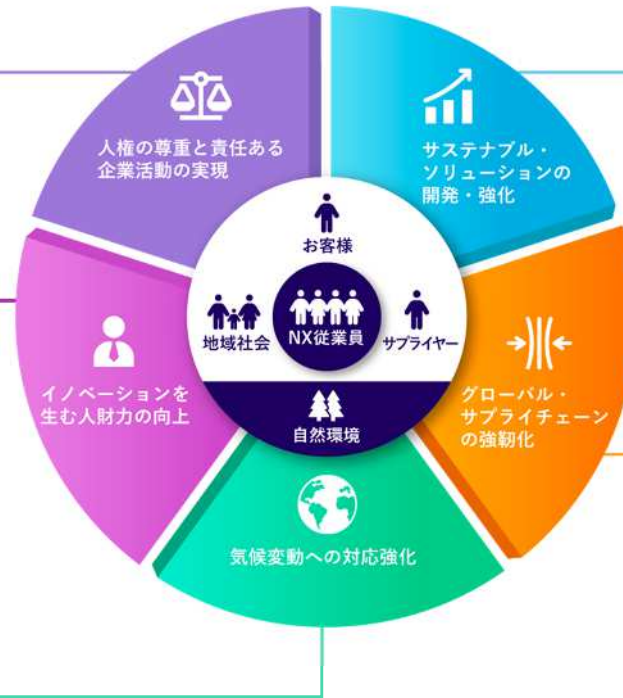 人権の尊重と責任ある
企業活動の実現
サステナブル・
ソリューションの
開発・強化
お客様
地域社会
NX従業員
サプライヤー
自然環境
イノベーションを
生む人財力の向上
グローバル・
サプライチェーン
の強靭化
気候変動への対応強化